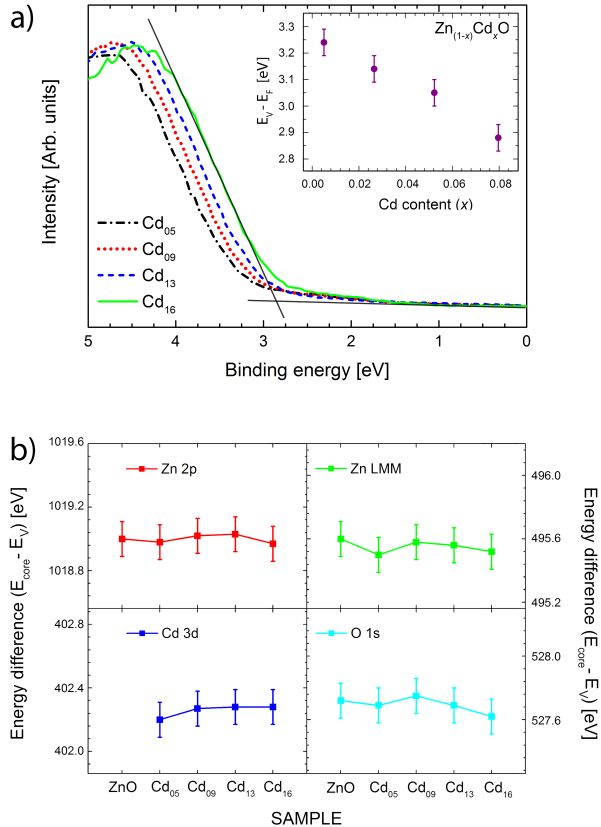 a)
Intensity [Arb. units]
Cd05
Cd09
Cd13
Cd16
5 4 3 2 1 0
Binding energy [eV]
Zn(1-x)CdxO
EV - EF [eV]
3.3
3.2
3.1
3.0
2.9
2.8
0.00 0.02 0.04 0.06 0.08
Cd content (x)
b)
Energy difference (Ecore- EV) [eV]
1019.6
1019.2
1018.8
402.8
402.4
402.0
Zn 2p
Zn LMM
Cd 3d
O 1s
496.0
495.6
495.2
528.0
527.6
Energy difference (Ecore - EV) [eV]
ZnO Cd05 Cd09 Cd13 Cd16 ZnO Cd05 Cd09 Cd13 Cd16
SAMPLE